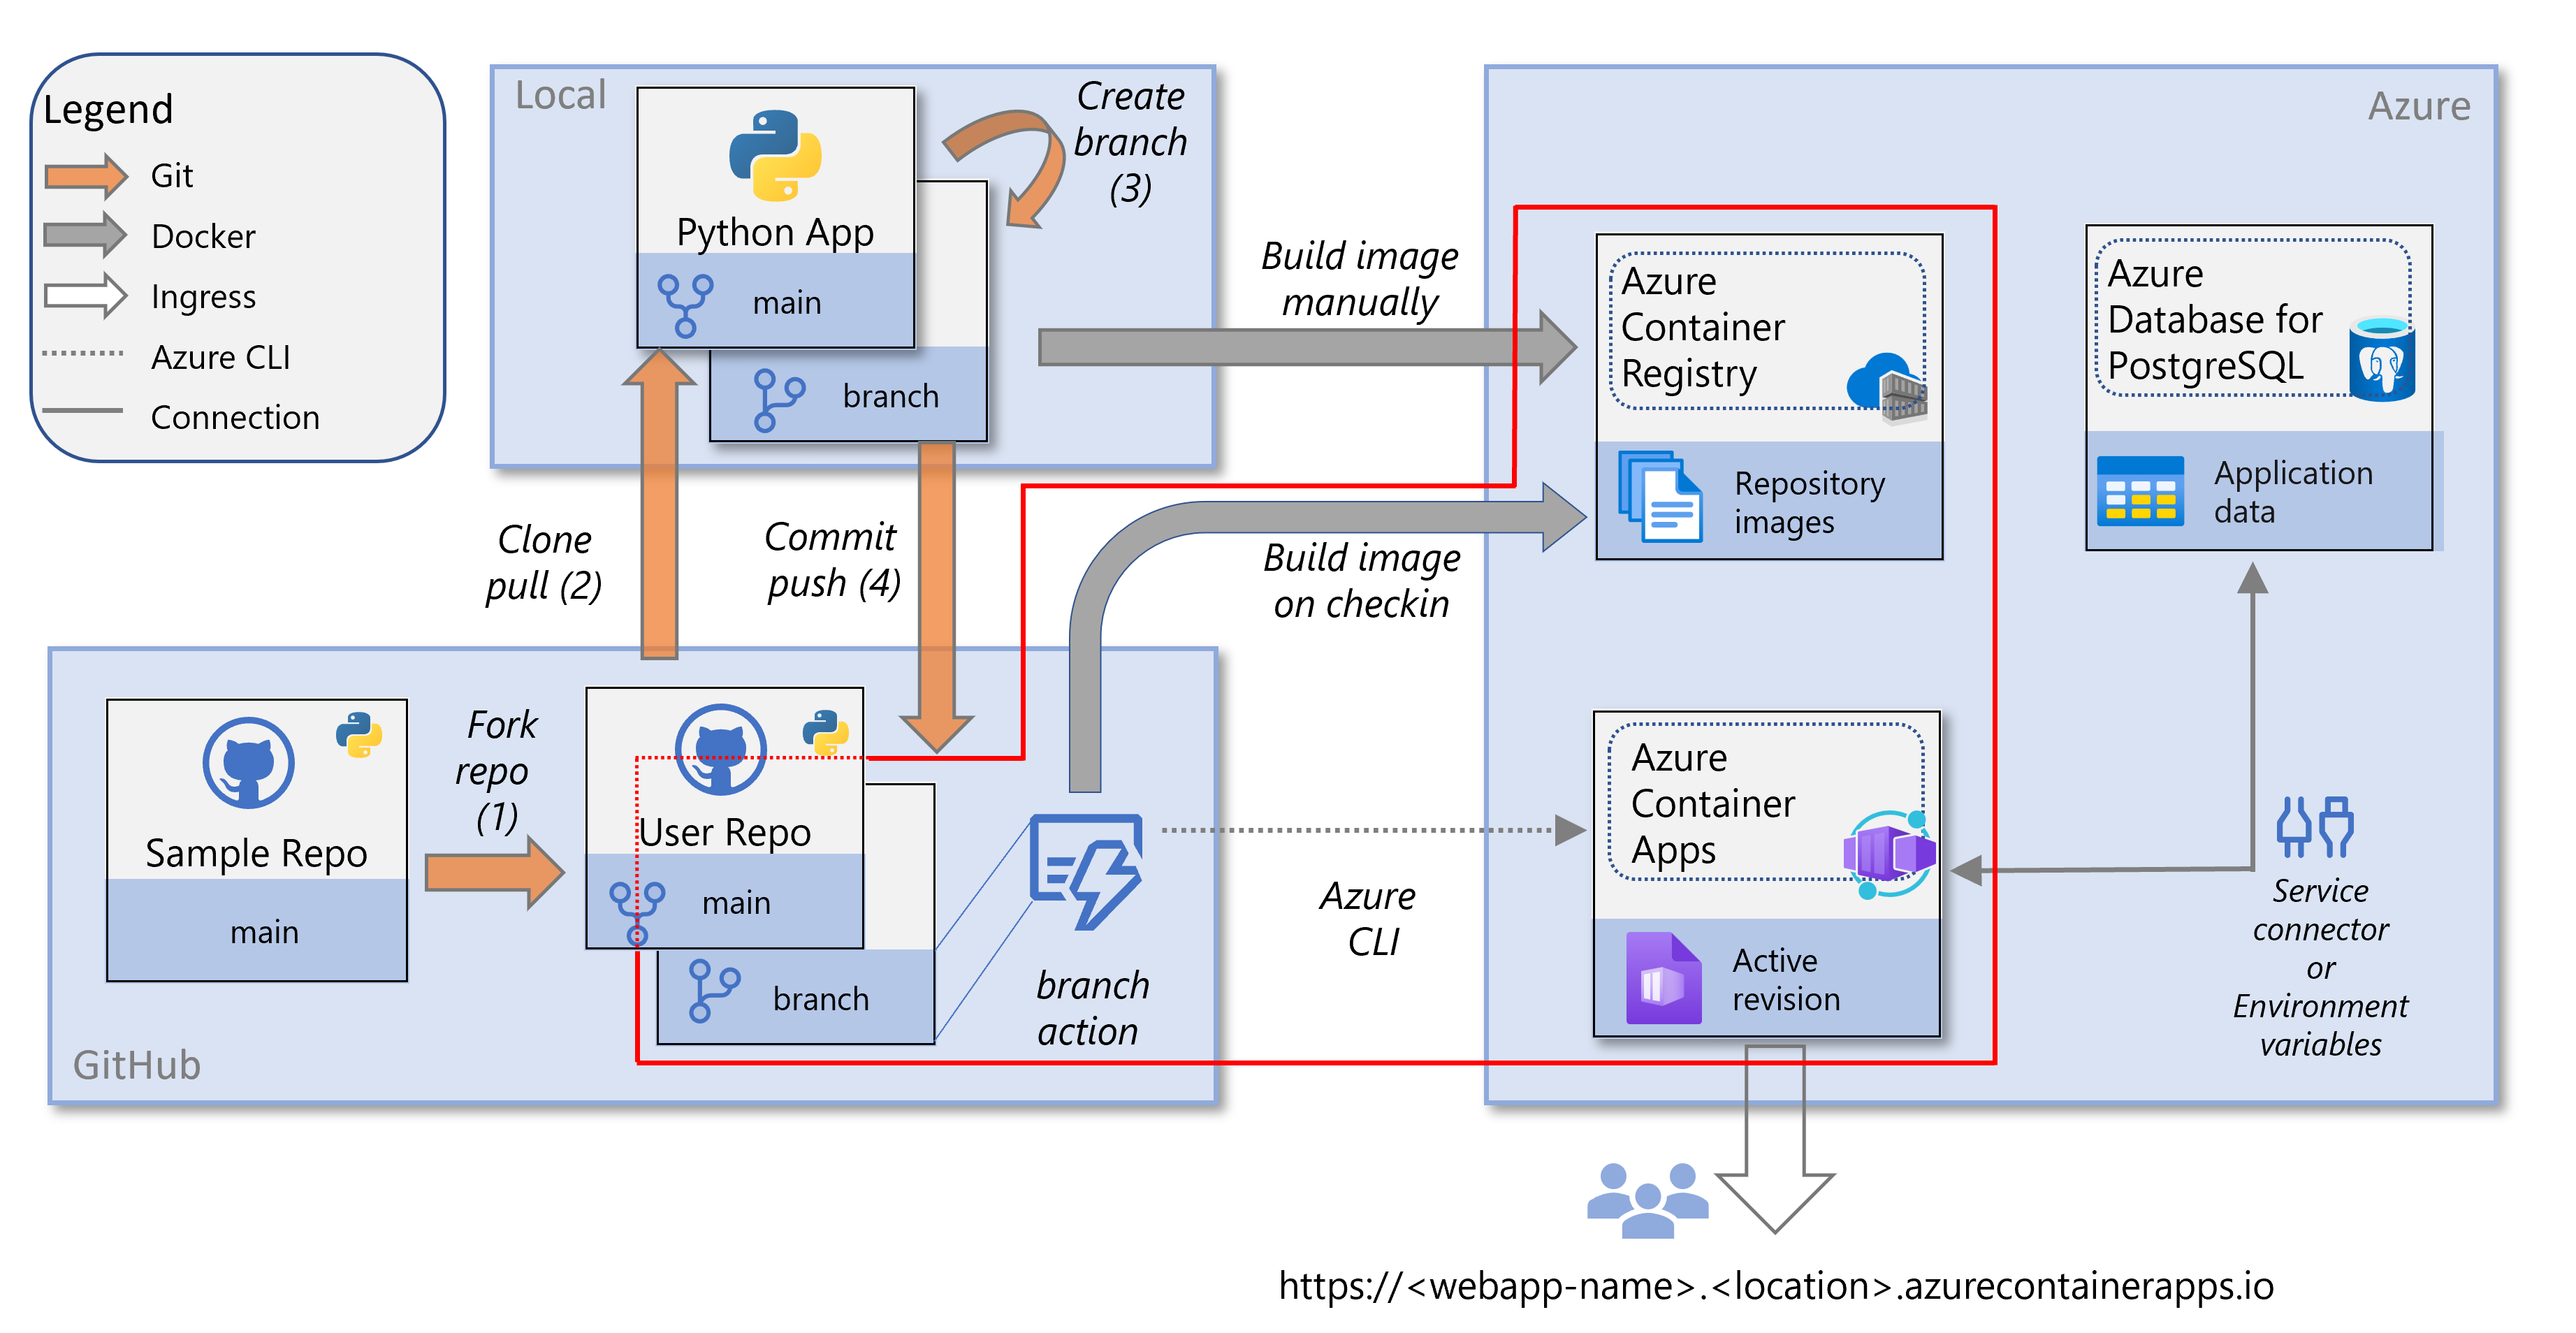 Legend
Git
Docker
Ingress
Azure CLI
Connection
Local
Python App
main
branch
Create
branch
(3)
Clone
pull (2)
Commit
push (4)
Build image
manually
Build image
on checkin
GitHub
Sample Repo
main
Fork
repo
(1)
User Repo
main
branch
branch
action
Azure
CLI
Azure
Azure
Container
Registry
Repository
images
Azure
Database for
PostgreSQL
Application
data
Azure
Container
Apps
Active
revision
Service
connector
or
Environment
variables
https://<webapp-name>.<location>.azurecontainerapps.io